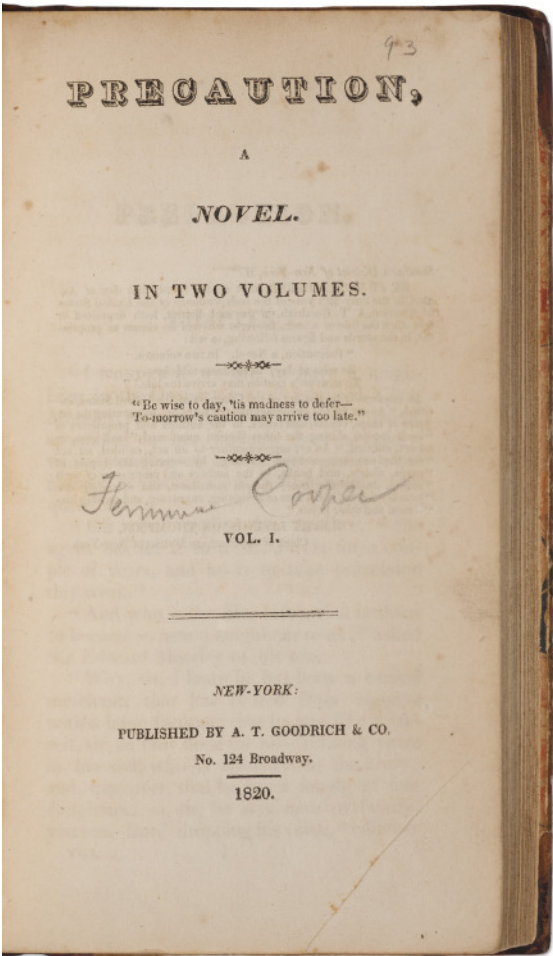 93
PRECAUTION,
A
NOVEL.
IN TWO VOLUMES.
"Be wise to day, 'tis madness to defer—
To-morrow's caution may arrive too late."
Cooper
VOL. I.
NEW-YORK:
PUBLISHED BY A. T. GOODRICH & CO.
No. 124 Broadway.
1820.